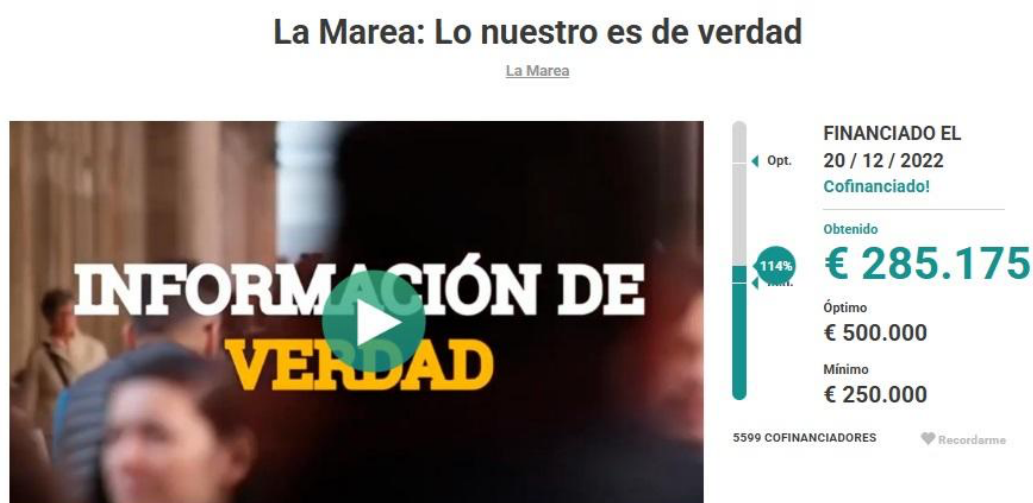 La Marea: Lo nuestro es de verdad
La Marea
INFORMACIÓN DE
VERDAD
Opt.
114%
FINANCIADO EL
20 / 12 / 2022
Cofinanciado!
Obtenido
€ 285.175
Óptimo
€ 500.000
Mínimo
€ 250.000
5599 COFINANCIADORES
Recordarme